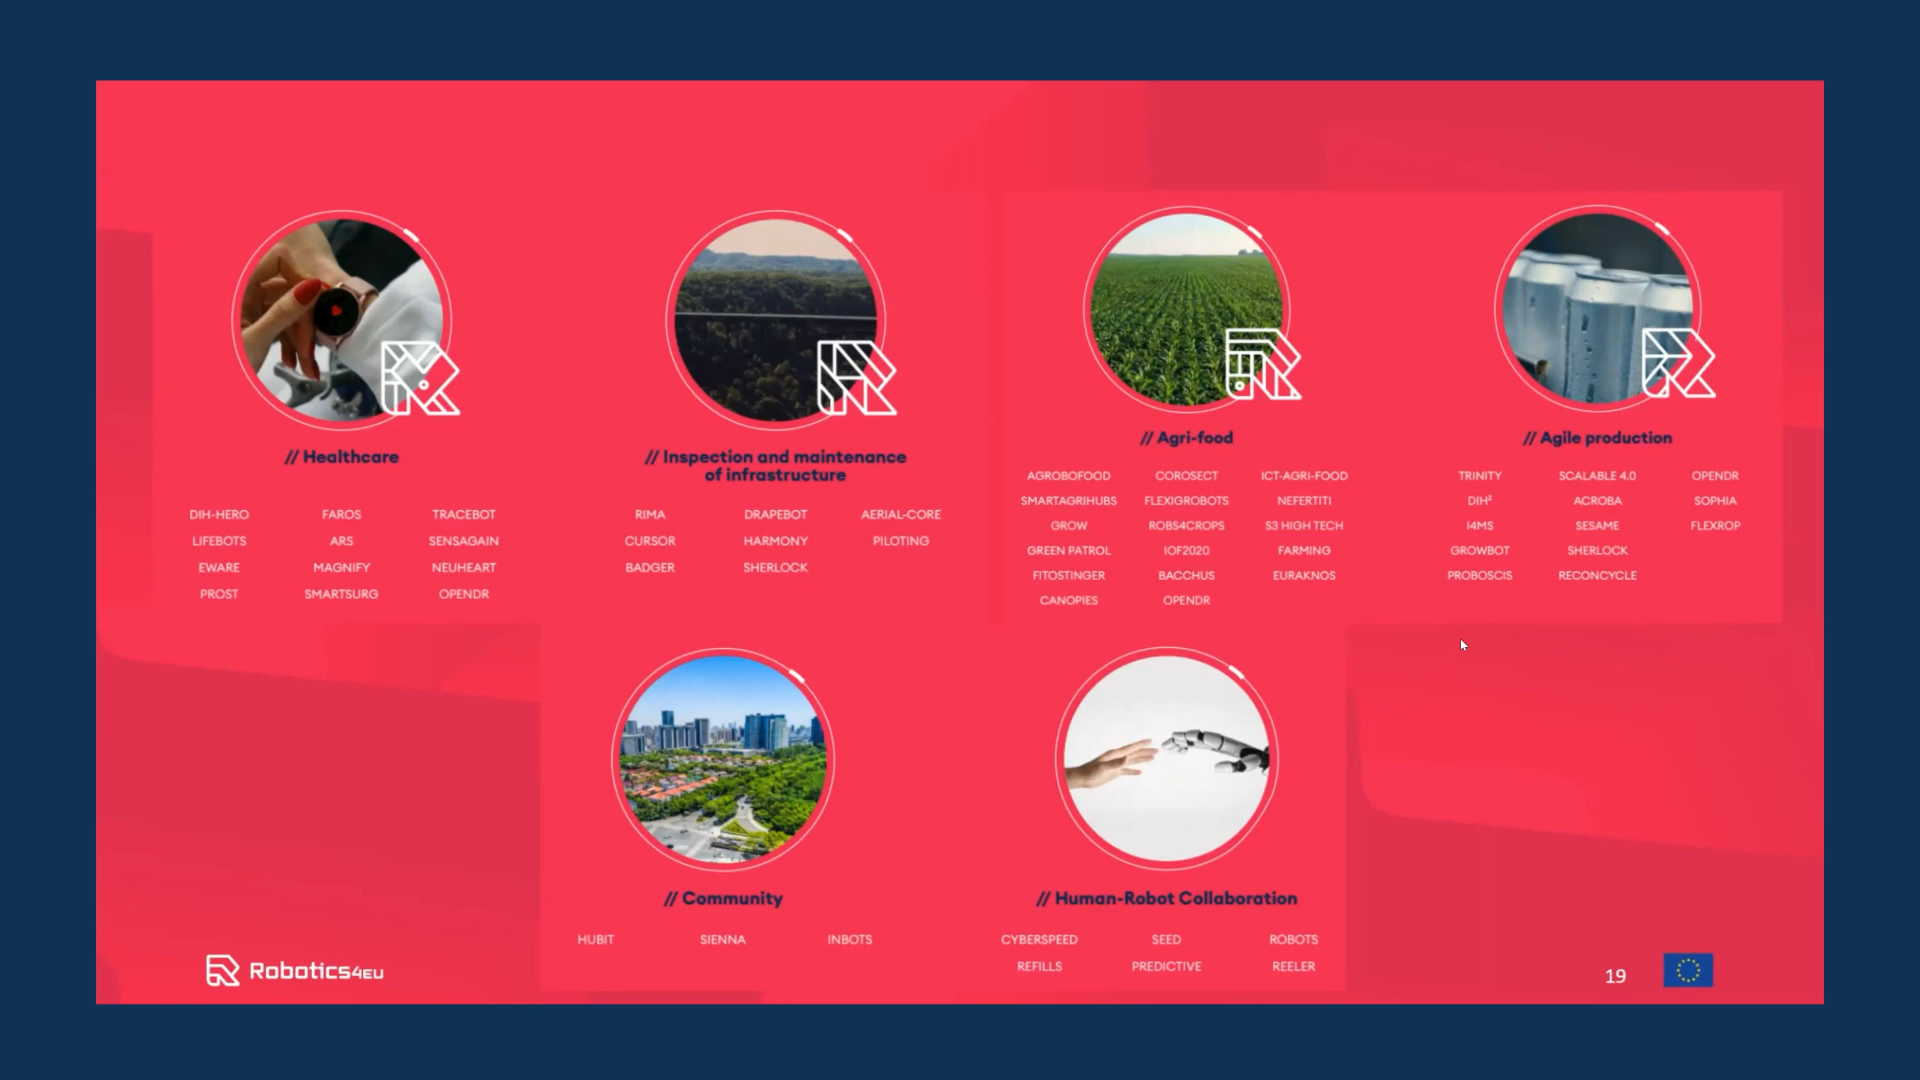 // Healthcare
DIH-HERO FAROS TRACEBOT
LIFEBOTS ARS SENSAGAIN
EWARE MAGNIFY NEUHEART
PROST SMARTSURG OPENDR
// Inspection and maintenance
of infrastructure
RIMA DRAPEBOT AERIAL-CORE
CURSOR HARMONY PILOTING
BADGER SHERLOCK
// Agri-food
AGROBOFOOD COROSECT ICT-AGRI-FOOD
SMARTAGRIHUBS FLEXIGROBOTS NEFERTITI
GROW ROBS4CROPS S3 HIGH TECH
GREEN PATROL IOF2020 FARMING
FITOSTINGER BACCHUS EURAKNOS
CANOPIES OPENDR
// Agile production
TRINITY SCALABLE 4.0 OPENDR
DIH² ACROBA SOPHIA
I4MS SESAME FLEXROP
GROWBOT SHERLOCK
PROBOSCIS RECONCYCLE
// Community
HUBIT SIENNA INBOTS
// Human-Robot Collaboration
CYBERSPEED SEED ROBOTS
REFILLS PREDICTIVE REELER
Robotics4EU
19